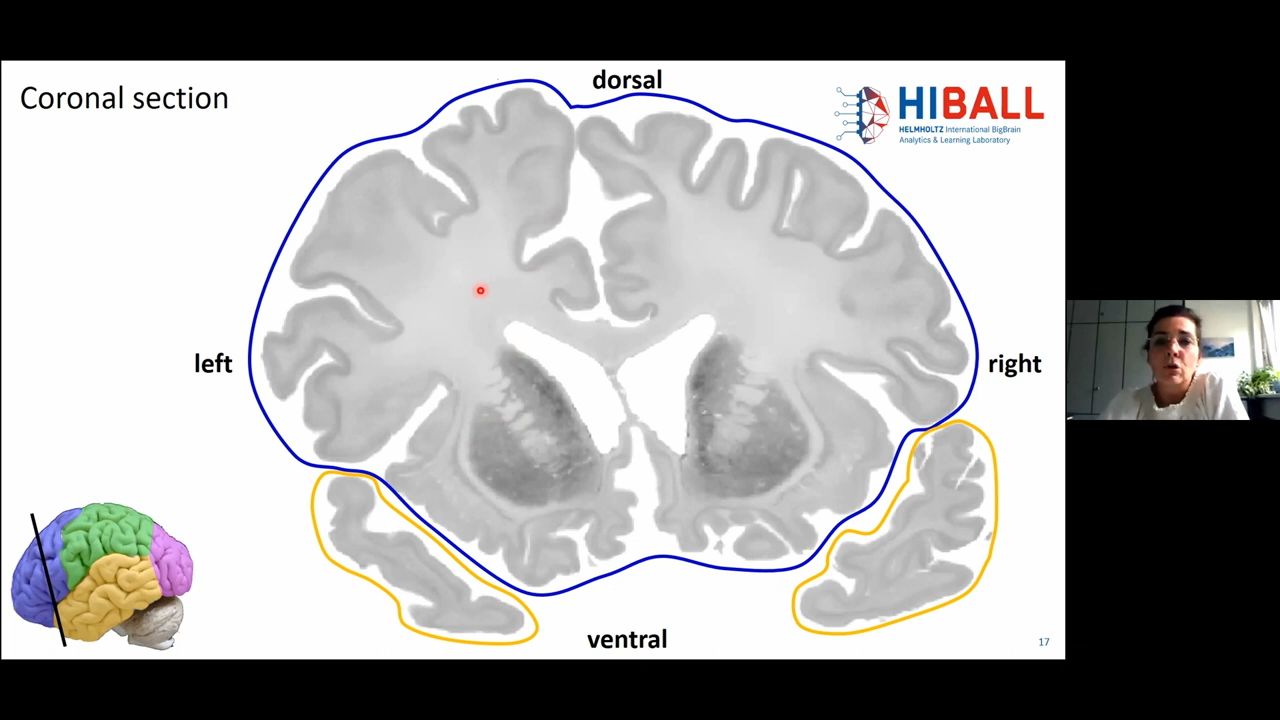 Coronal section
dorsal
HIBALL
HELMHOLTZ International BigBrain
Analytics & Learning Laboratory
left
right
ventral
17